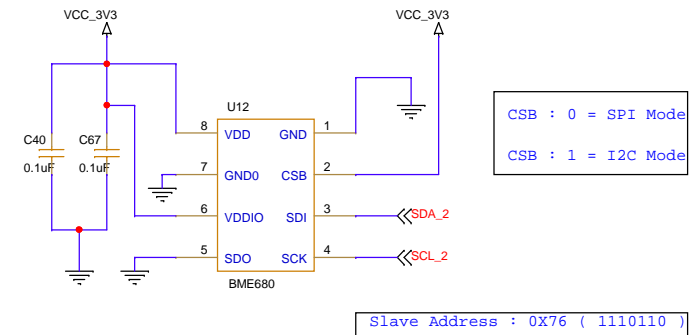 VCC_3V3
VCC_3V3
U12
C40
C67
0.1uF
0.1uF
8 VDD GND 1
7 GND0 CSB 2
6 VDDIO SDI 3
5 SDO SCK 4
SDA_2
SCL_2
BME680
CSB : 0 = SPI Mode
CSB : 1 = I2C Mode
Slave Address : 0X76 ( 1110110 )